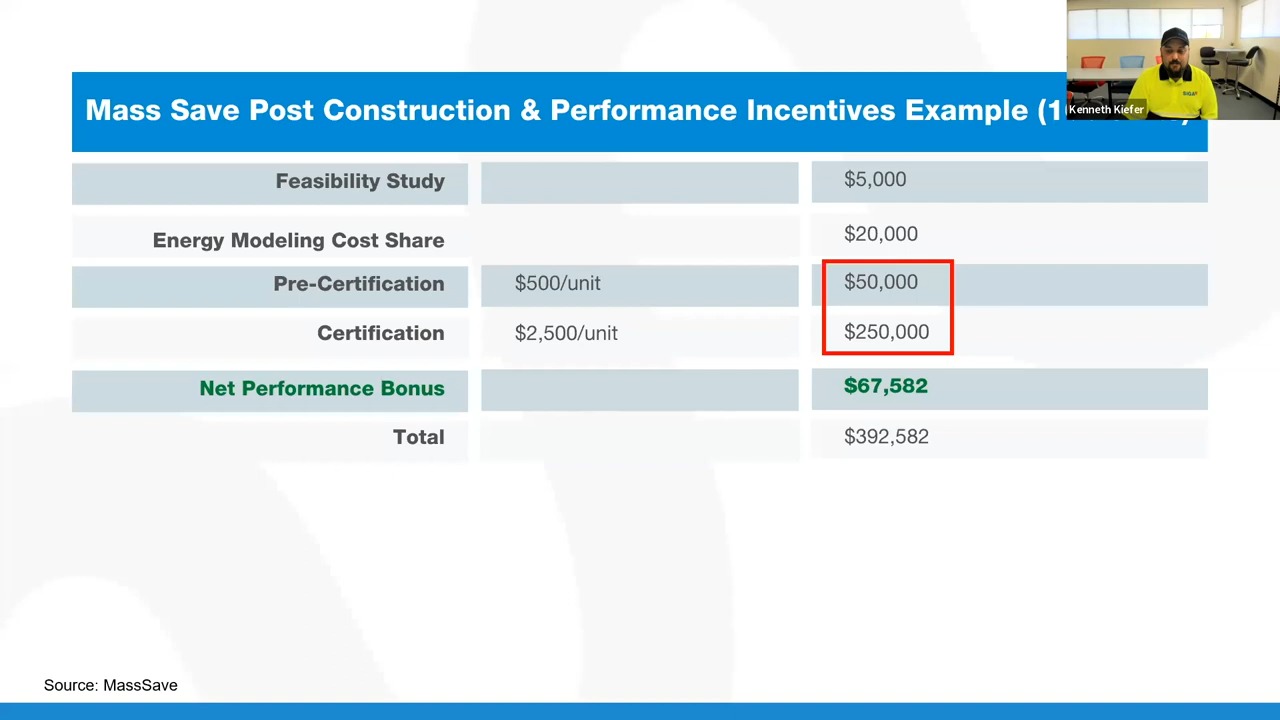 Mass Save Post Construction & Performance Incentives Example
Kenneth Kiefer
Feasibility Study $5,000
Energy Modeling Cost Share $20,000
Pre-Certification $500/unit $50,000
Certification $2,500/unit $250,000
Net Performance Bonus $67,582
Total $392,582
Source: MassSave